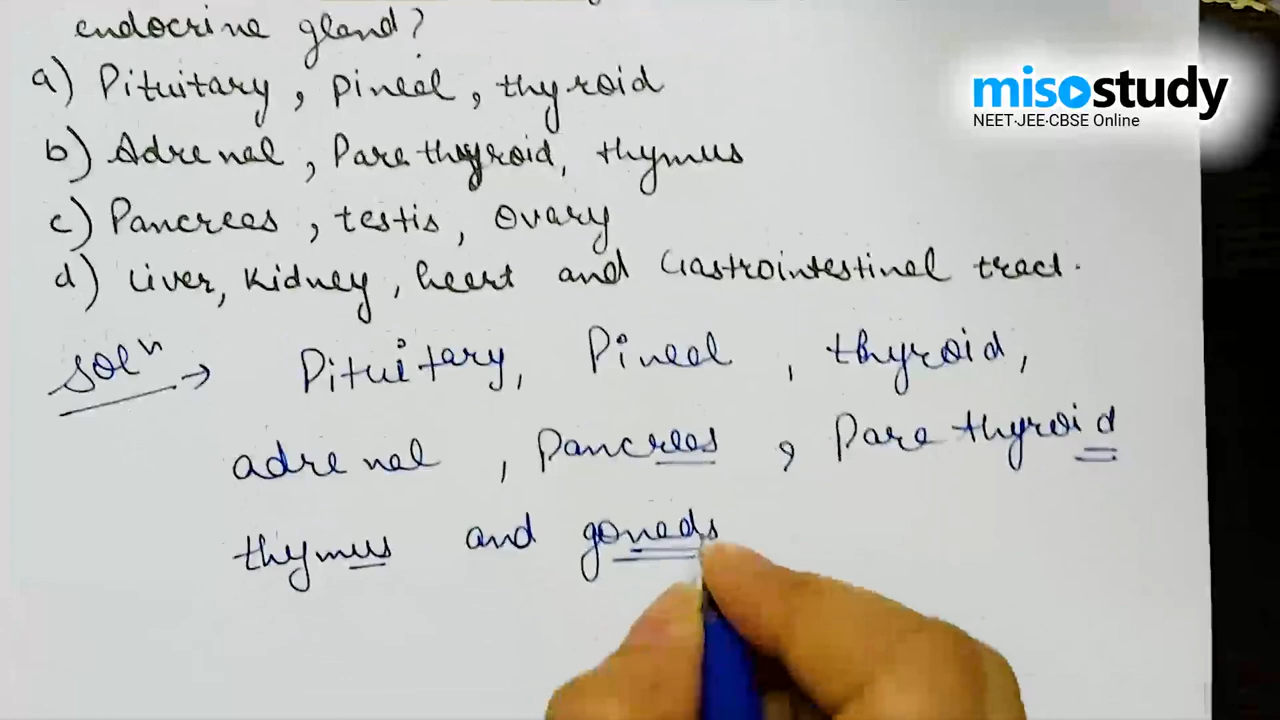 endocrine gland?
a) Pituitary, Pineal, thyroid
b) Adrenal, Parathyroid, thymus
c) Pancreas, testis, Ovary
d) Liver, Kidney, heart and Gastrointestinal tract.
Solⁿ → Pituitary, Pineal, thyroid,
adrenal, Pancreas, Parathyroid
thymus and gonads
misostudy
NEET·JEE·CBSE Online